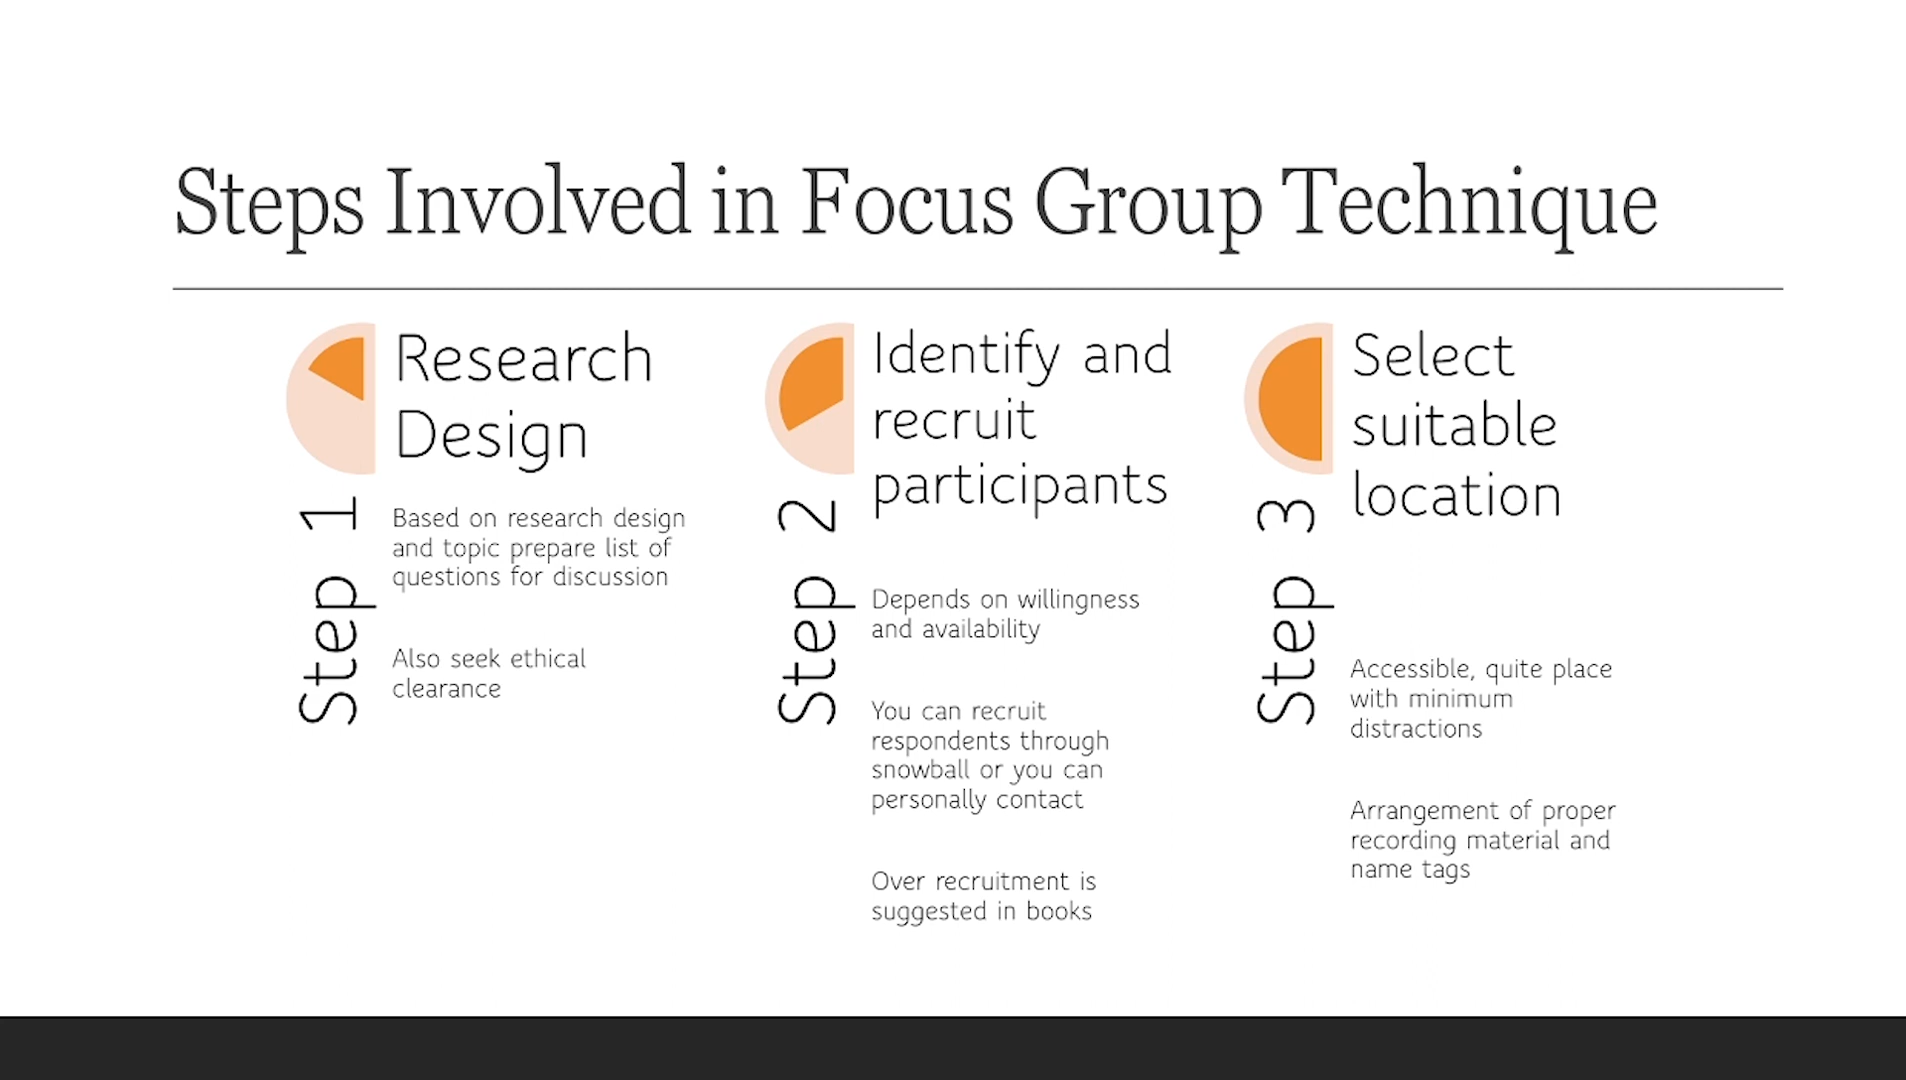 Steps Involved in Focus Group Technique
Step 1
Research
Design
Based on research design
and topic prepare list of
questions for discussion
Also seek ethical
clearance
Step 2
Identify and
recruit
participants
Depends on willingness
and availability
You can recruit
respondents through
snowball or you can
personally contact
Over recruitment is
suggested in books
Step 3
Select
suitable
location
Accessible, quite place
with minimum
distractions
Arrangement of proper
recording material and
name tags